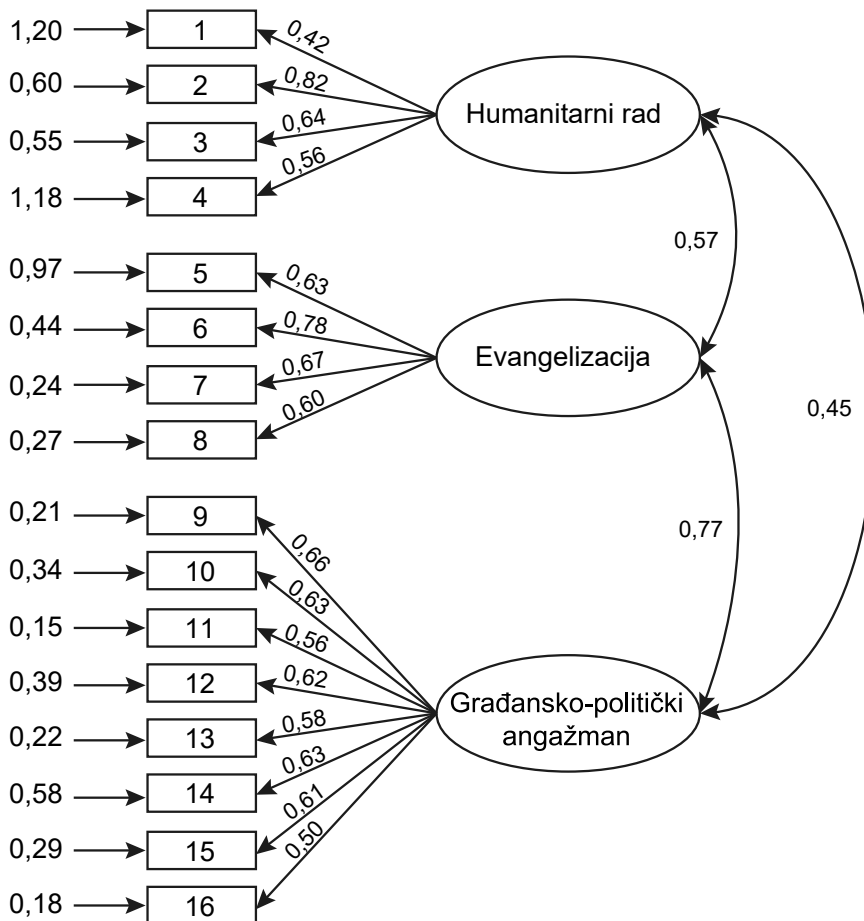 1,20 1 0,42
0,60 2 0,82 Humanitarni rad
0,55 3 0,64
1,18 4 0,56
0,57
0,97 5 0,63
0,44 6 0,78 Evangelizacija
0,24 7 0,67
0,27 8 0,60
0,45
0,21 9 0,66
0,77
0,34 10 0,63
0,15 11 0,56
0,39 12 0,62 Građansko-politički
0,22 13 0,58 angažman
0,58 14 0,63
0,29 15 0,61
0,18 16 0,50